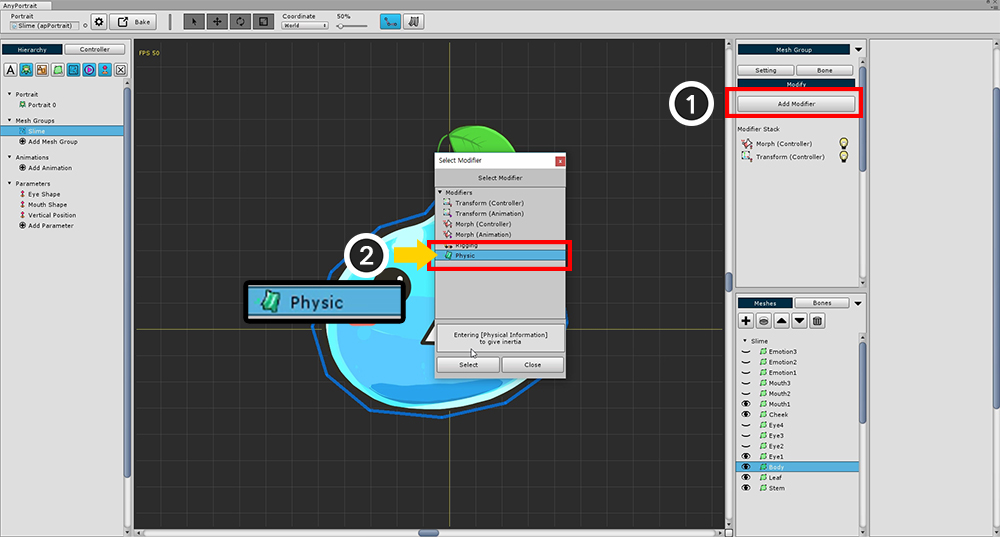 AnyPortrait
Portrait
Slime (apPortrait)
Bake
Coordinate
World
50%
Hierarchy
Controller
Portrait
Portrait 0
Mesh Groups
Slime
Add Mesh Group
Animations
Add Animation
Parameters
Eye Shape
Mouth Shape
Vertical Position
Add Parameter
FPS 50
Select Modifier
Select Modifier
Modifiers
Transform (Controller)
Transform (Animation)
Morph (Controller)
Morph (Animation)
Rigging
Physic
Entering [Physical Information]
to give inertia
Select
Close
2
Physic
1
Mesh Group
Setting
Bone
Modify
Add Modifier
Modifier Stack
Morph (Controller)
Transform (Controller)
Meshes
Bones
Slime
Emotion3
Emotion2
Emotion1
Mouth3
Mouth2
Mouth1
Cheek
Eye4
Eye3
Eye2
Eye1
Body
Leaf
Stem